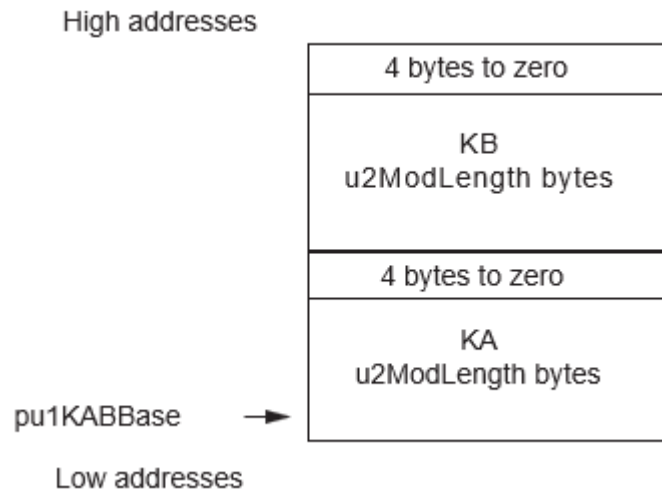 High addresses
4 bytes to zero
KB
u2ModLength bytes
4 bytes to zero
KA
u2ModLength bytes
pu1KABBase
Low addresses